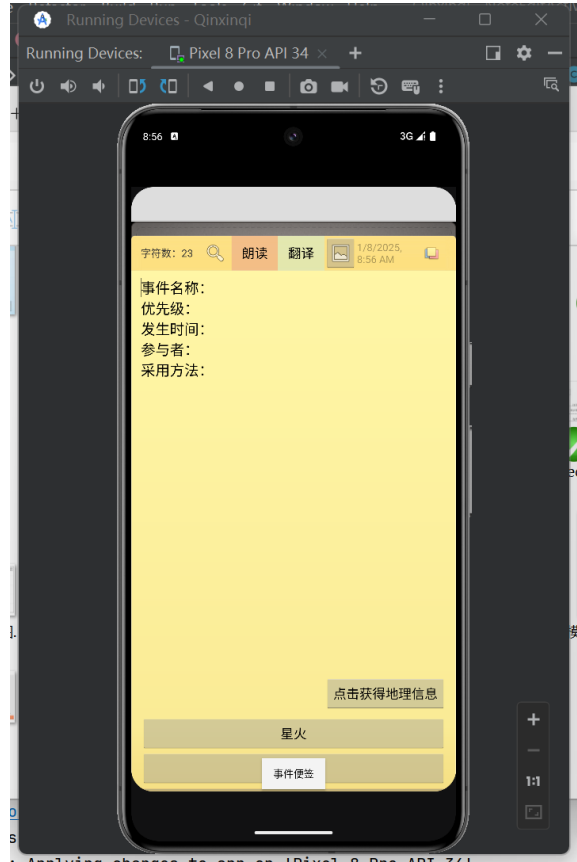 Running Devices - Qinxinqi
Running Devices:
Pixel 8 Pro API 34
8:56
3G
字符数: 23
朗读
翻译
1/8/2025,
8:56 AM
事件名称:
优先级:
发生时间:
参与者:
采用方法:
点击获得地理信息
星火
事件便签
1:1
: Applying changes to app on 'Pixel 8 Pro API 34'